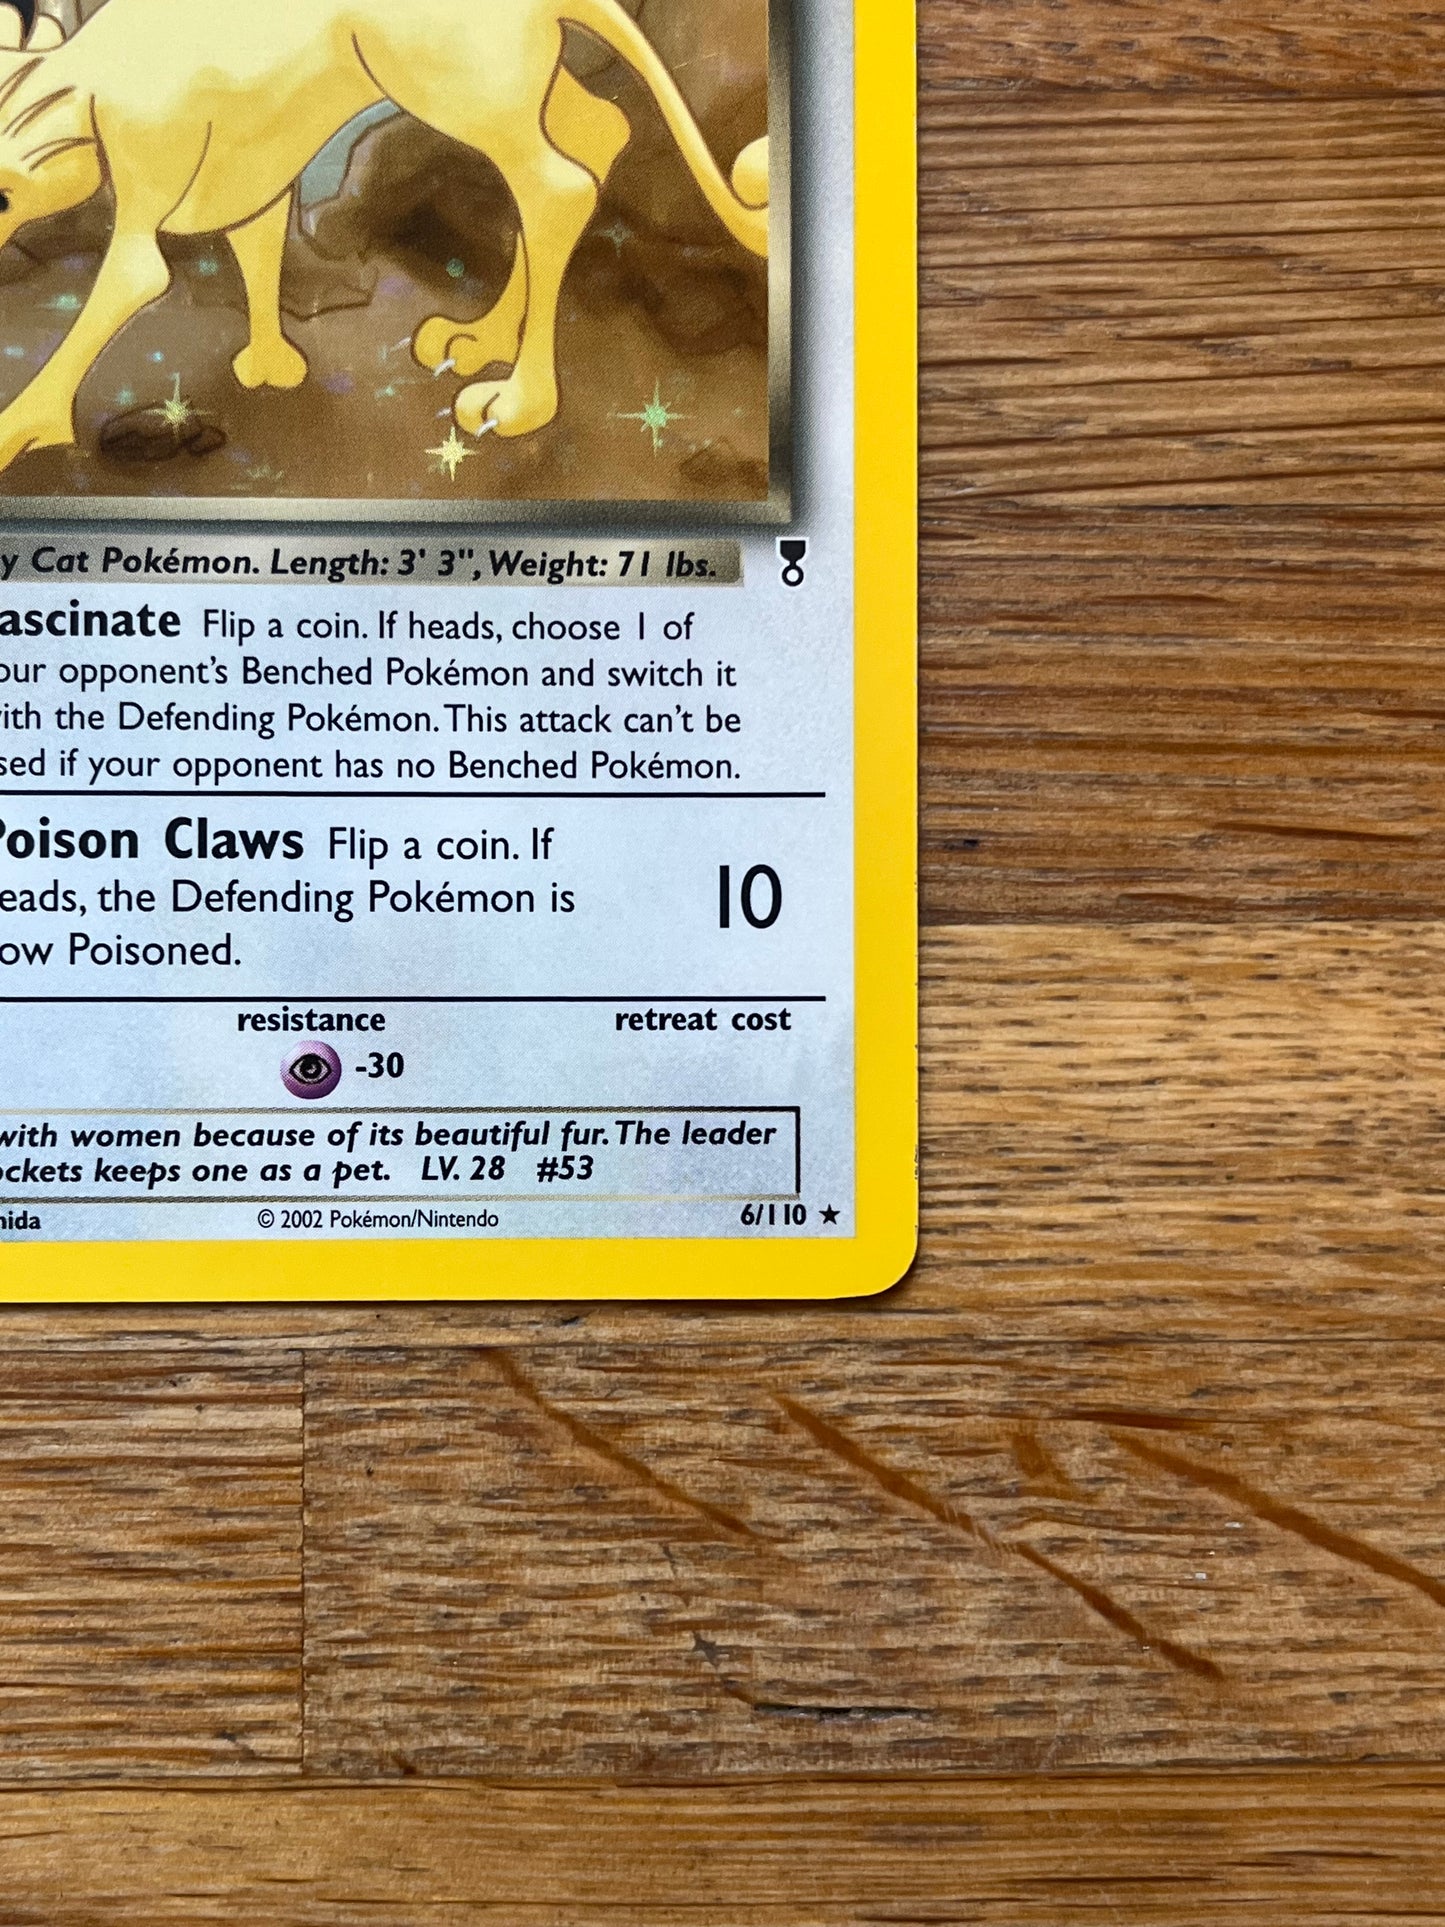 y Cat Pokémon. Length: 3' 3", Weight: 71 lbs.
ascinate Flip a coin. If heads, choose 1 of
our opponent's Benched Pokémon and switch it
ith the Defending Pokémon. This attack can't be
sed if your opponent has no Benched Pokémon.
Poison Claws Flip a coin. If
eads, the Defending Pokémon is
ow Poisoned.
10
resistance retreat cost
-30
with women because of its beautiful fur. The leader
ockets keeps one as a pet. LV. 28 #53
hida © 2002 Pokémon/Nintendo 6/110 ★